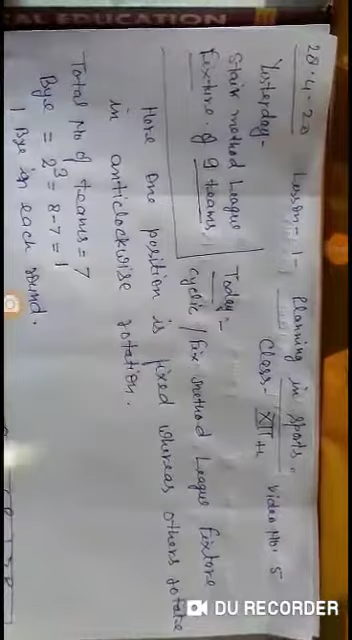 AL EDUCATION
28.4.20 Lesson-1- Planning in sports.
Class- XIIth Video No. 5
Yesterday-
Stair method League
Fixture of 9 teams.
Today:-
cyclic / fix method League fixture
Here one position is fixed whereas others rotate
in anticlockwise rotation.
Total No of teams = 7
Bye = 2³ = 8-7 = 1
1 Bye in each round.
DU RECORDER